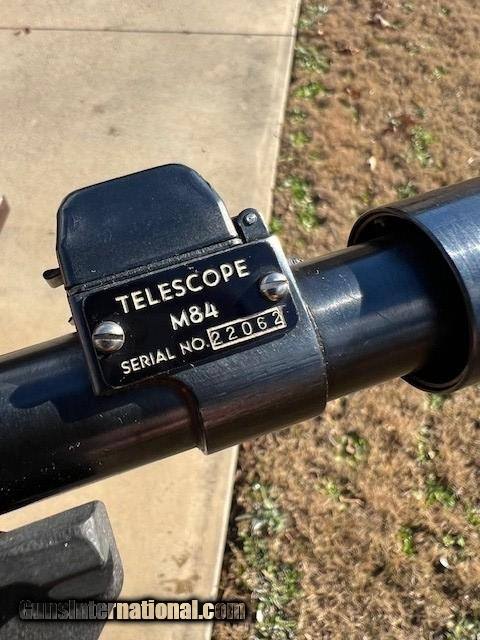 TELESCOPE
M84
SERIAL NO. 22062
GunsInternational.com